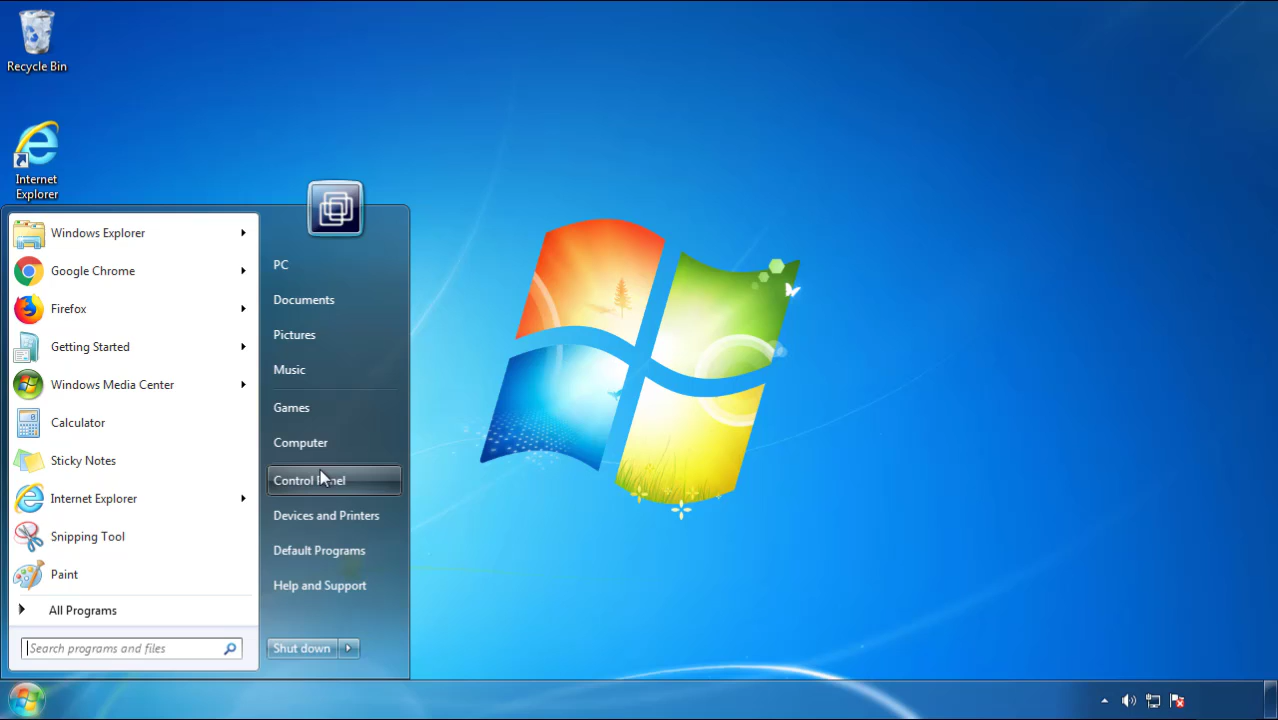 Recycle Bin
Internet
Explorer
Windows Explorer
Google Chrome
Firefox
Getting Started
Windows Media Center
Calculator
Sticky Notes
Internet Explorer
Snipping Tool
Paint
All Programs
Search programs and files
PC
Documents
Pictures
Music
Games
Computer
Control Panel
Devices and Printers
Default Programs
Help and Support
Shut down